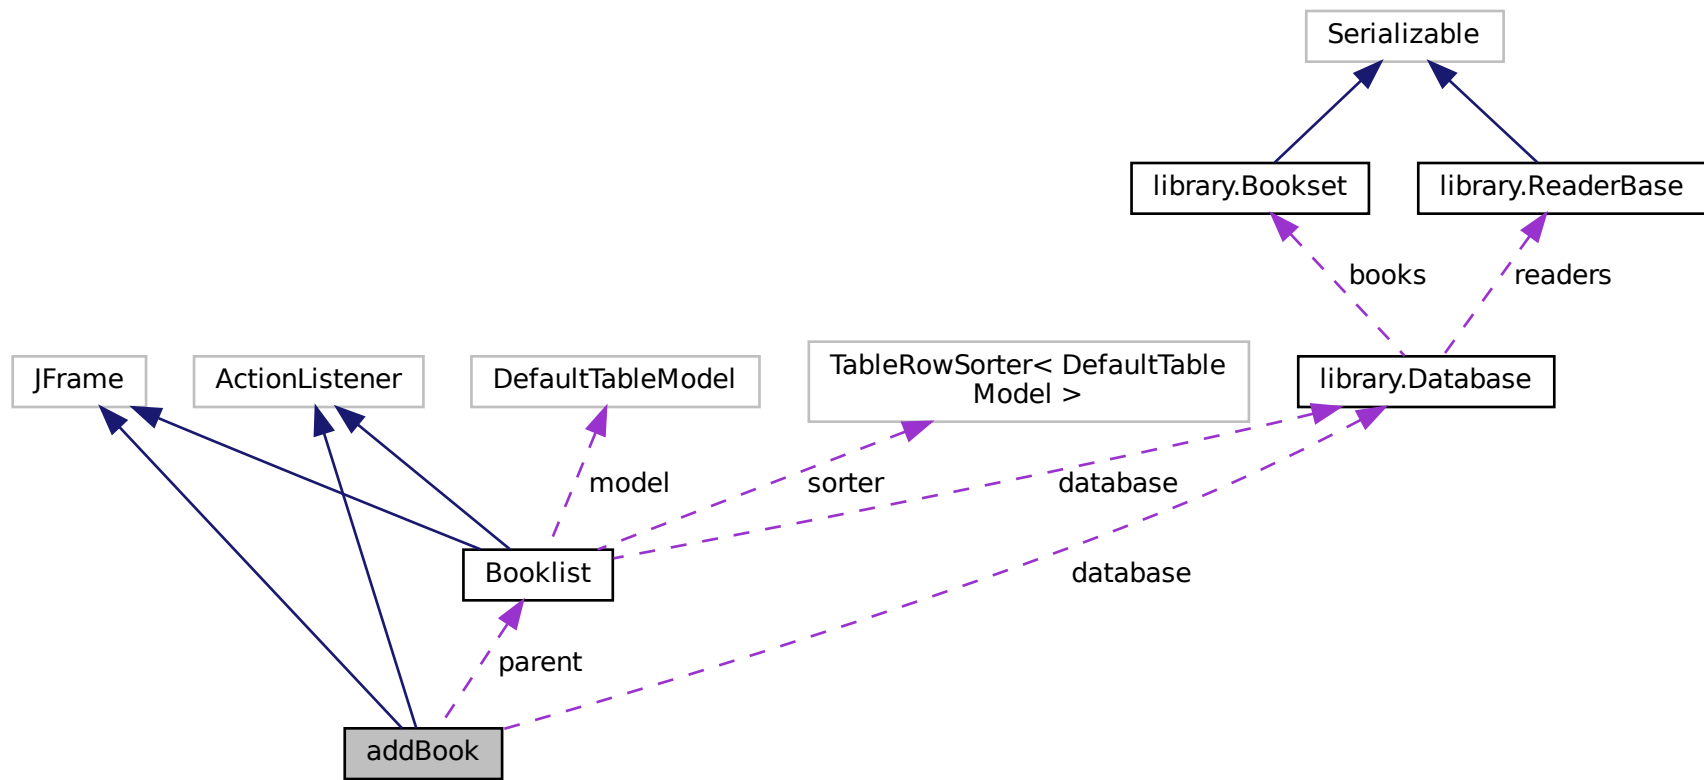 Serializable
library.Bookset
library.ReaderBase
books
readers
JFrame
ActionListener
DefaultTableModel
TableRowSorter< DefaultTable
Model >
library.Database
model
sorter
database
Booklist
database
parent
addBook